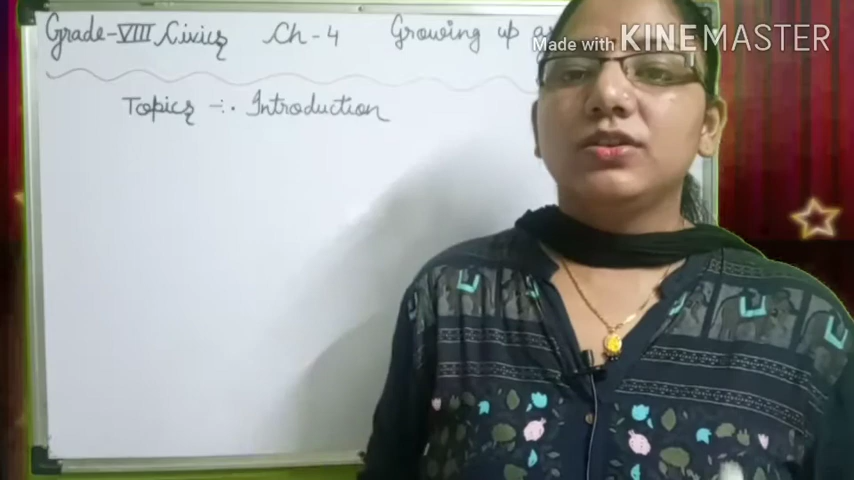 Grade-VIII Civics Ch-4 Growing up
Made with KINEMASTER
Topics :- Introduction